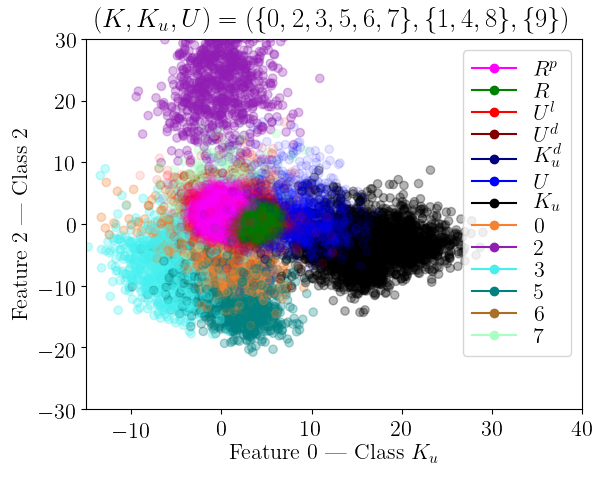 (K, K_u, U) = ({0, 2, 3, 5, 6, 7}, {1, 4, 8}, {9})
30
20
10
0
−10
−20
−30
Feature 2 — Class 2
R^p
R
U^l
U^d
K_u^d
U
K_u
0
2
3
5
6
7
−10
0
10
20
30
40
Feature 0 — Class K_u